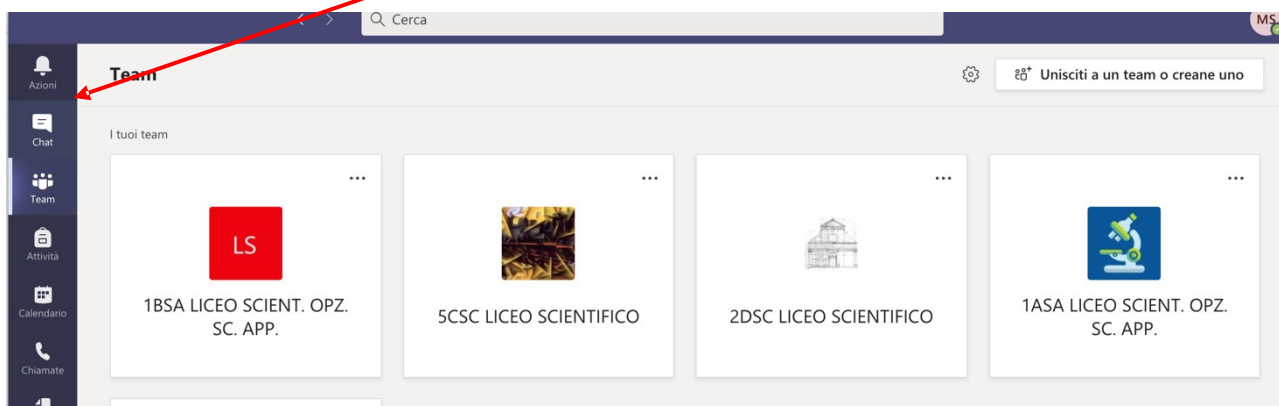 Cerca
MS
Azioni
Team
Unisciti a un team o creane uno
Chat
I tuoi team
Team
LS
Attività
1BSA LICEO SCIENT. OPZ.
SC. APP.
5CSC LICEO SCIENTIFICO
2DSC LICEO SCIENTIFICO
1ASA LICEO SCIENT. OPZ.
SC. APP.
Calendario
Chiamate